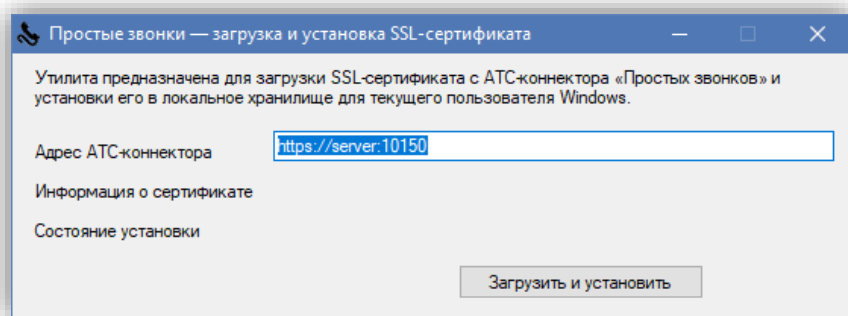 Простые звонки — загрузка и установка SSL-сертификата
Утилита предназначена для загрузки SSL-сертификата с АТС-коннектора «Простых звонков» и
установки его в локальное хранилище для текущего пользователя Windows.
Адрес АТС-коннектора
https://server:10150
Информация о сертификате
Состояние установки
Загрузить и установить